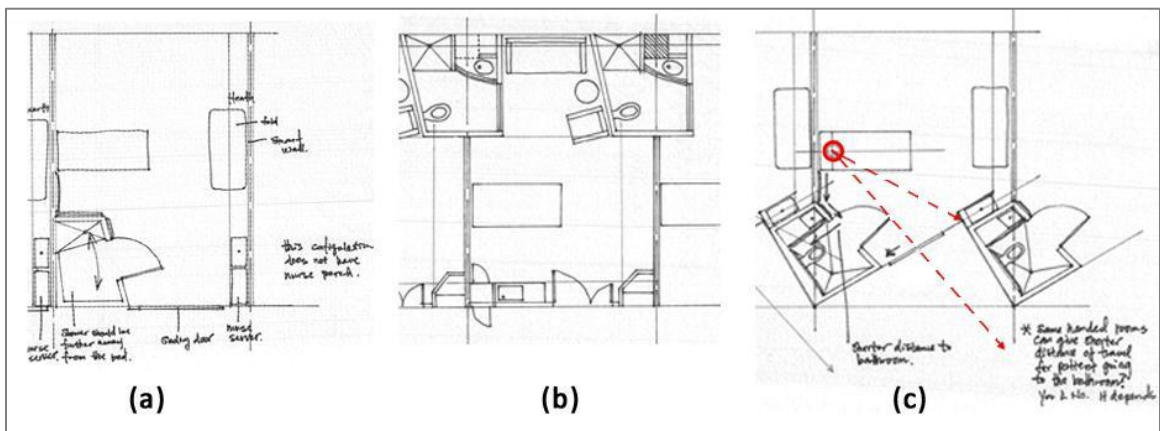 Health
fold
Smart
wall.
this configulation
does not have
nurse porch.
nurse
server.
Shower should be
further away
from the bed.
Sliding door
nurse
server.
(a)
(b)
Shorter distance to
bathroom.
* Same handed rooms
can give shorter
distance of travel
for patient going
to the bathroom?
Yes & No. It depends
(c)